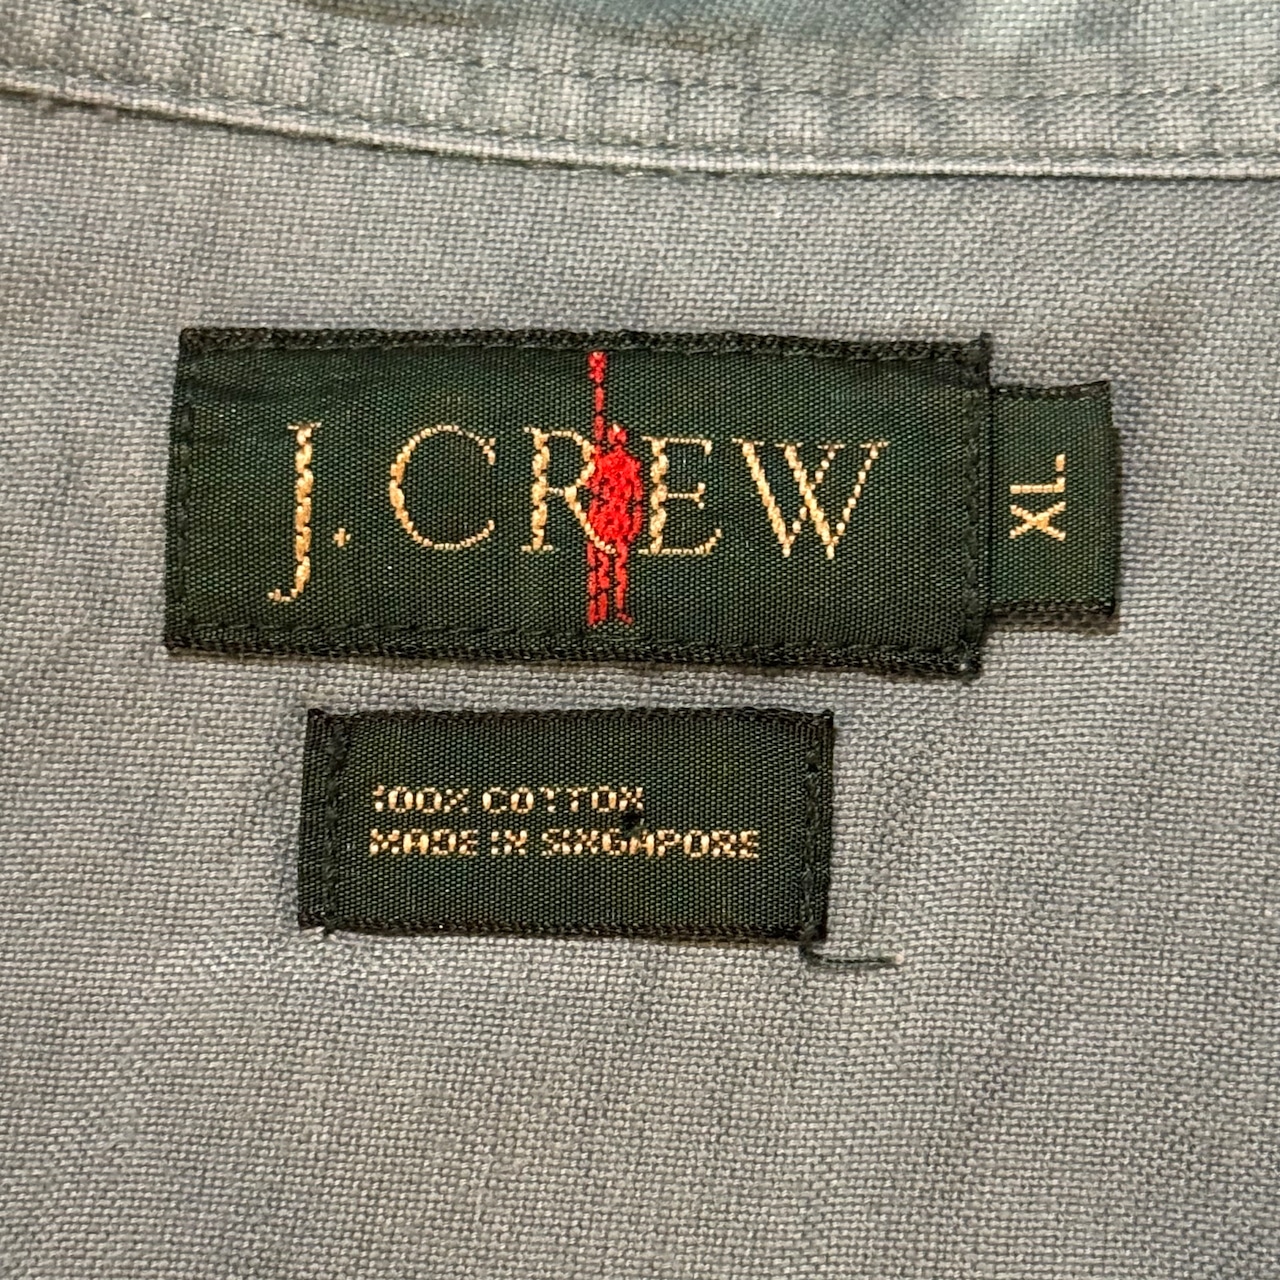 J. CREW
XL.
100% COTTON
MADE IN SINGAPORE